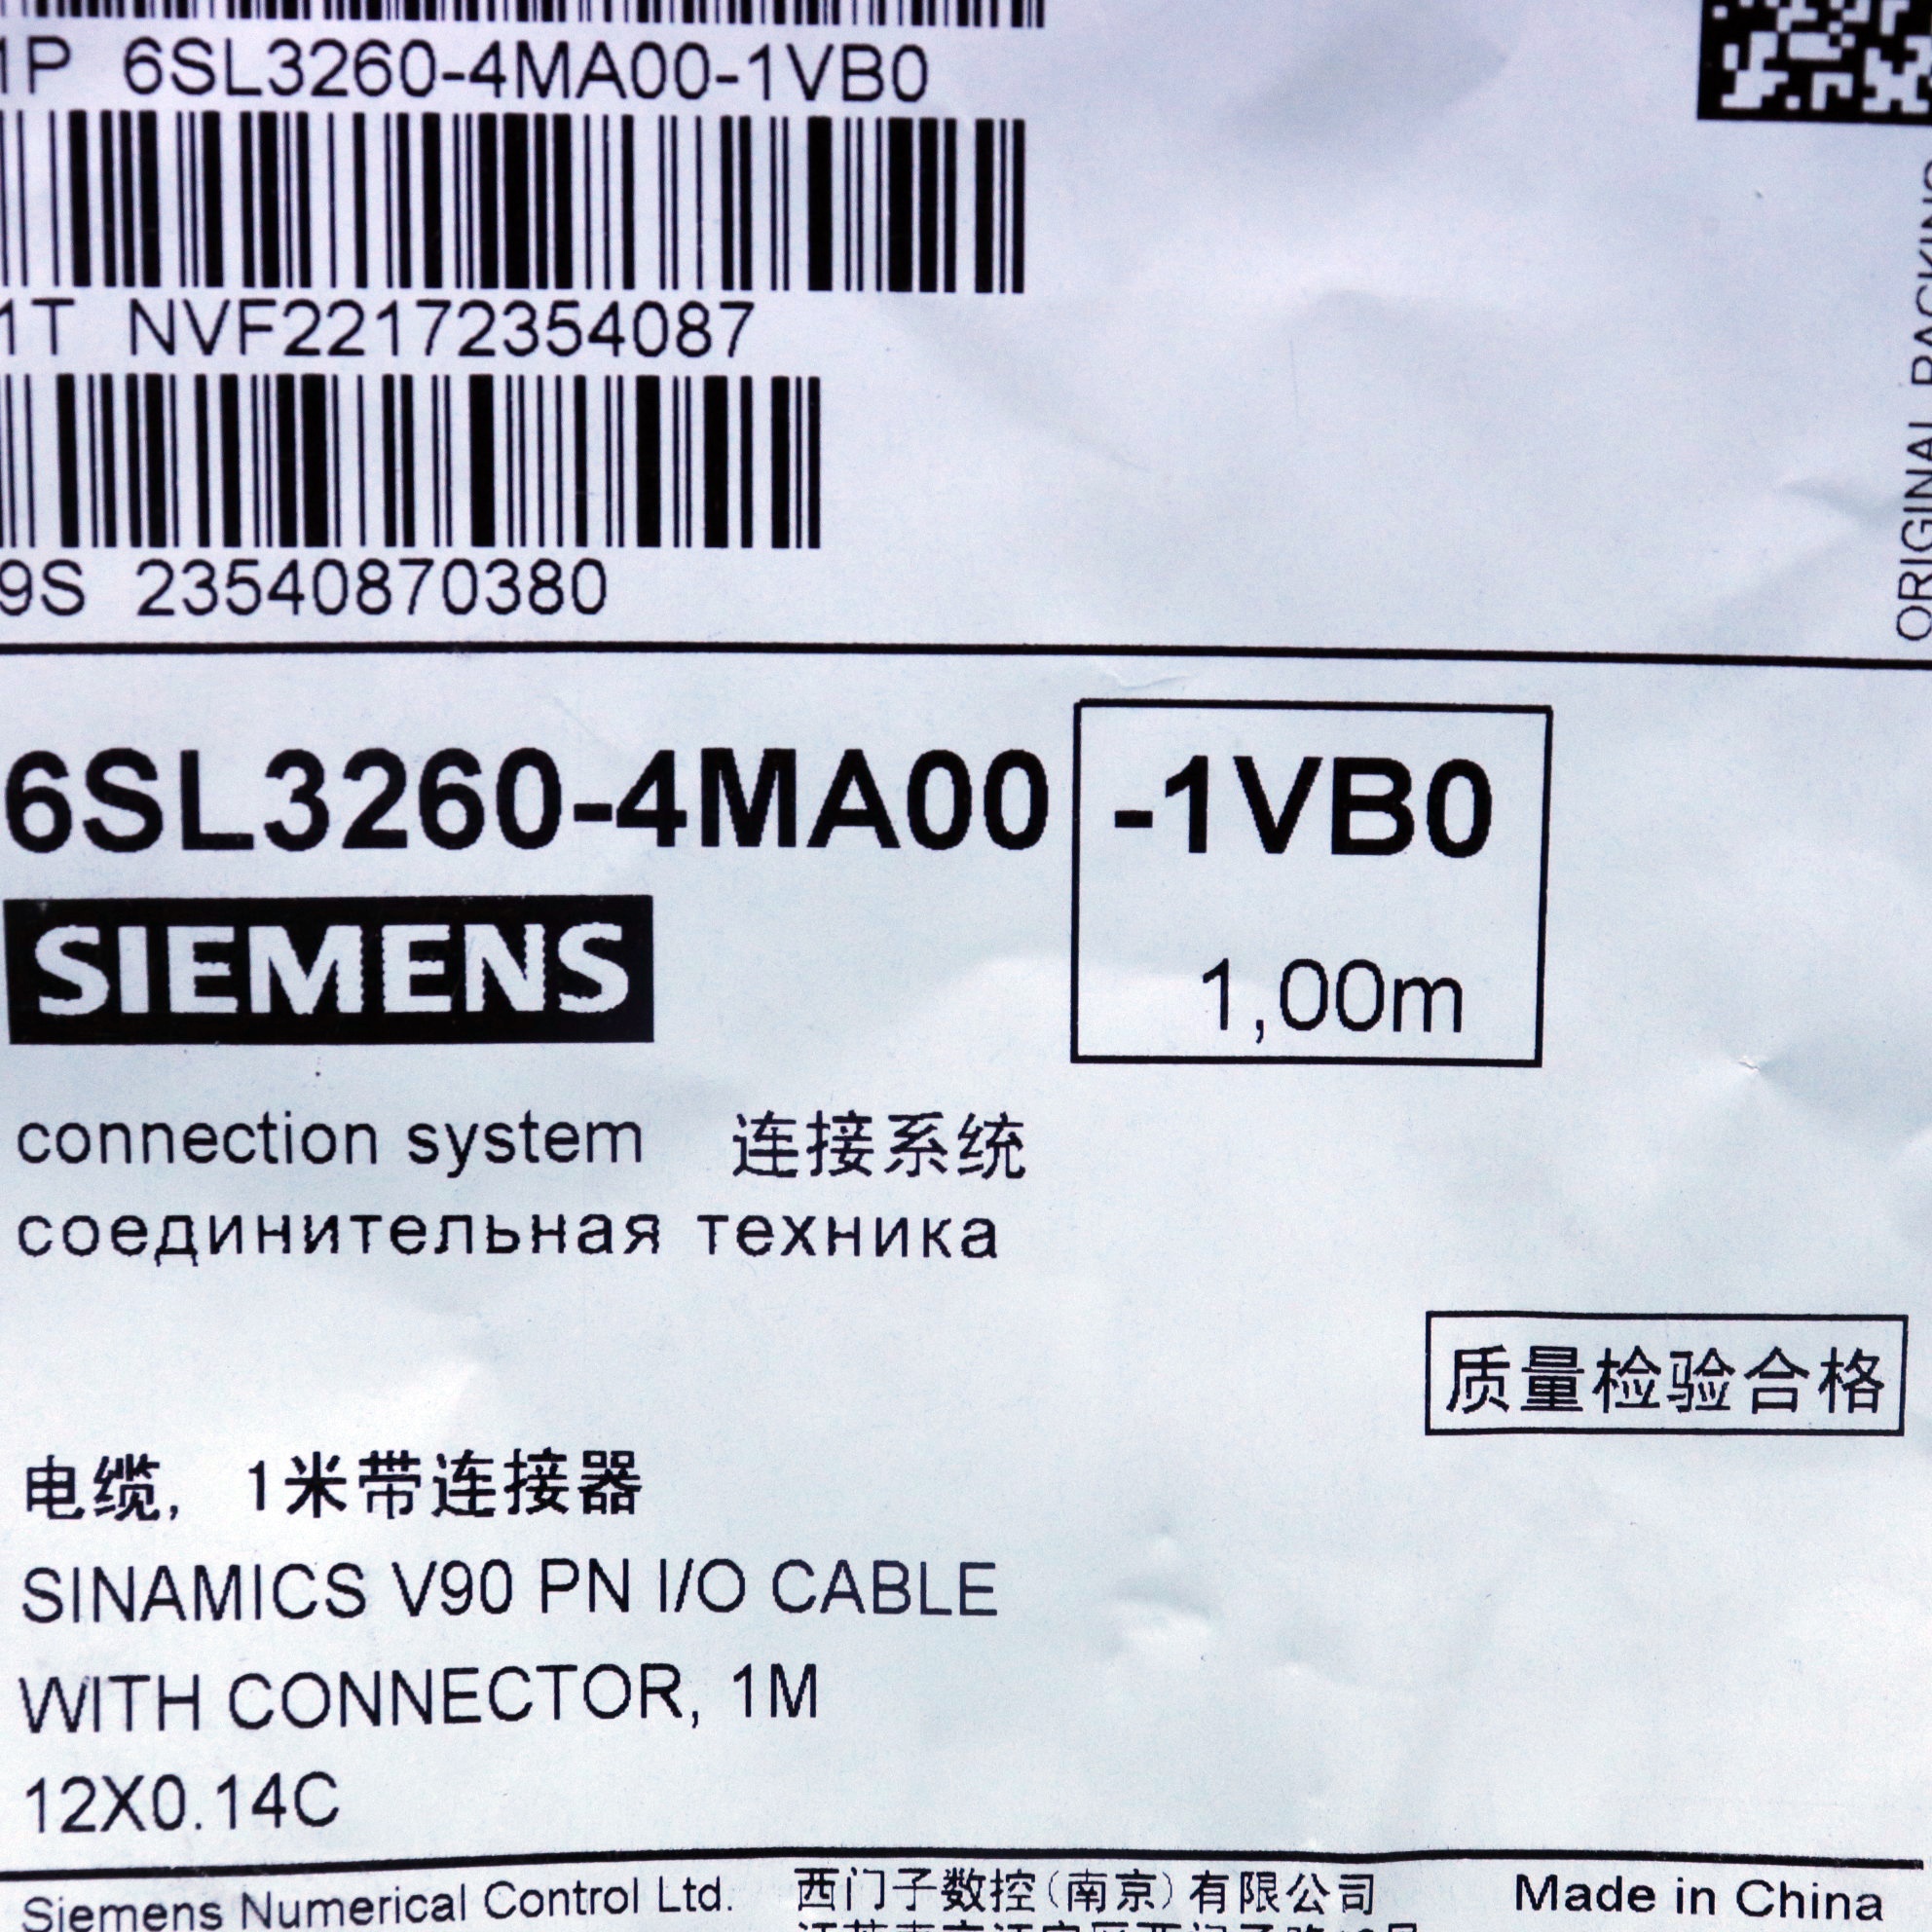 1P 6SL3260-4MA00-1VB0
1T NVF22172354087
9S 23540870380
ORIGINAL PACKING
6SL3260-4MA00 -1VB0
SIEMENS
1,00m
connection system 连接系统
соединительная техника
质量检验合格
电缆, 1米带连接器
SINAMICS V90 PN I/O CABLE
WITH CONNECTOR, 1M
12X0.14C
Siemens Numerical Control Ltd. 西门子数控(南京)有限公司 Made in China